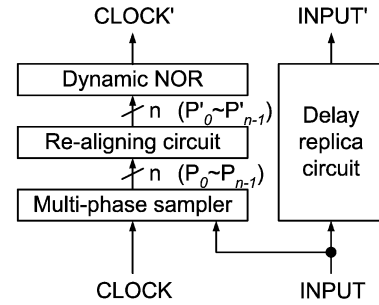 CLOCK'
INPUT'
Dynamic NOR
n (P'0~P'n-1)
Re-aligning circuit
n (P0~Pn-1)
Multi-phase sampler
Delay
replica
circuit
CLOCK
INPUT